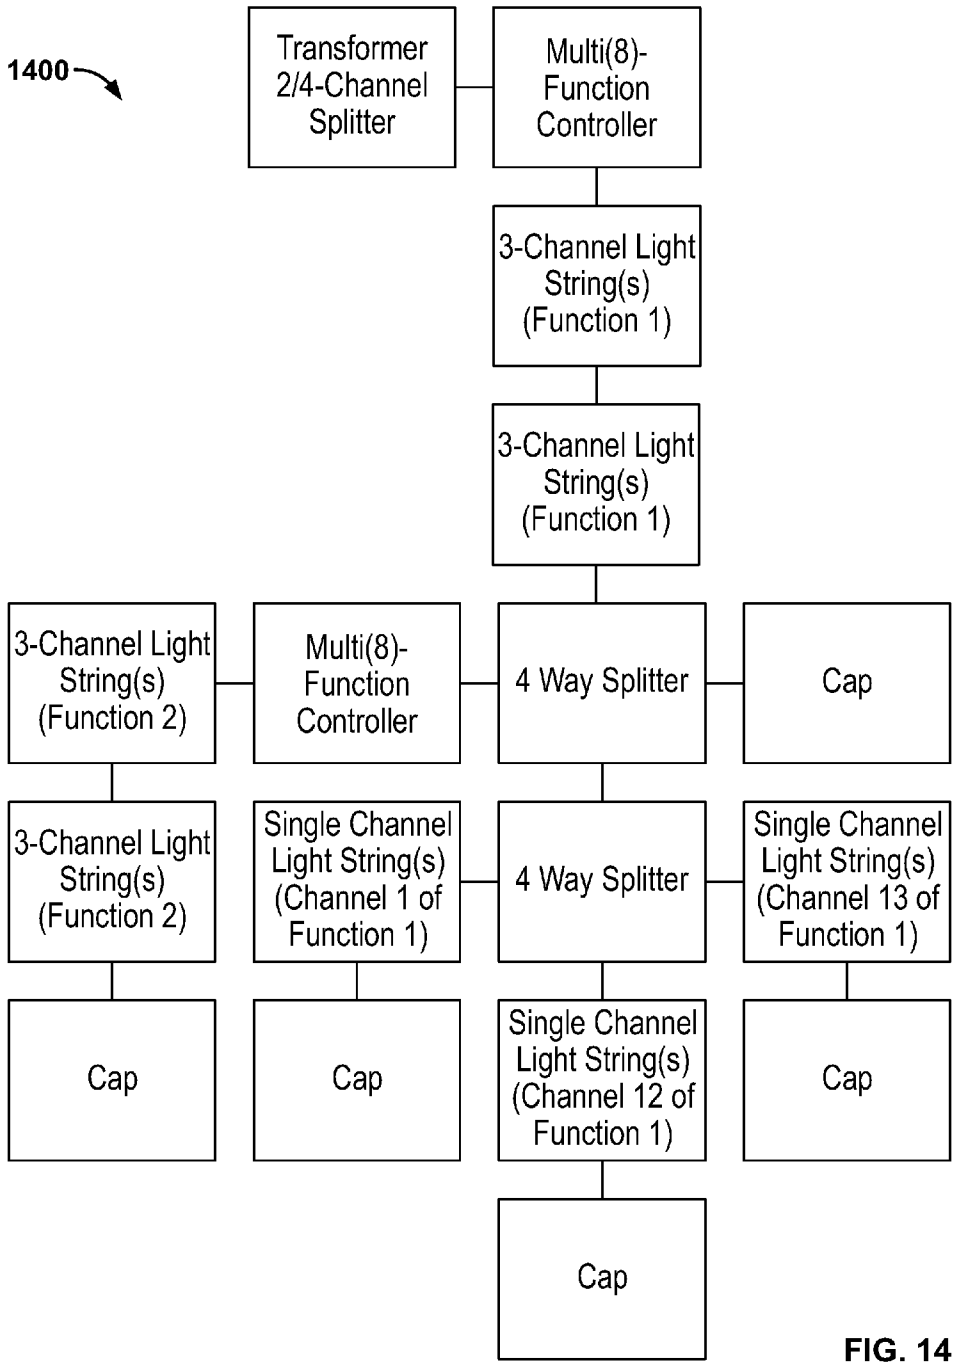 1400
Transformer
2/4-Channel
Splitter
Multi(8)-
Function
Controller
3-Channel Light
String(s)
(Function 1)
3-Channel Light
String(s)
(Function 1)
3-Channel Light
String(s)
(Function 2)
Multi(8)-
Function
Controller
4 Way Splitter
Cap
3-Channel Light
String(s)
(Function 2)
Single Channel
Light String(s)
(Channel 1 of
Function 1)
4 Way Splitter
Single Channel
Light String(s)
(Channel 13 of
Function 1)
Cap
Cap
Single Channel
Light String(s)
(Channel 12 of
Function 1)
Cap
Cap
FIG. 14